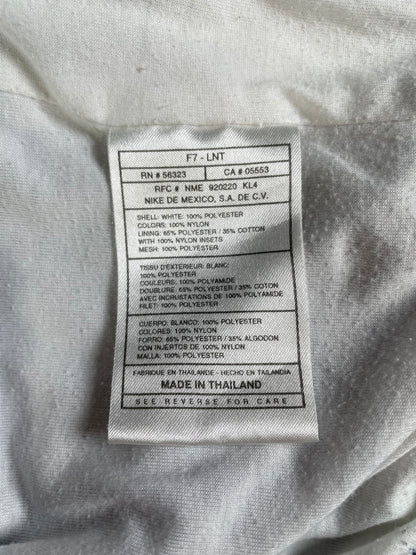 F7 - LNT
RN # 56323 CA # 05553
RFC # NME 920220 KL4
NIKE DE MEXICO, S.A. DE C.V.
SHELL: WHITE: 100% POLYESTER
COLORS: 100% NYLON
LINING: 65% POLYESTER / 35% COTTON
WITH 100% NYLON INSETS
MESH: 100% POLYESTER
TISSU D'EXTERIEUR: BLANC:
100% POLYESTER
COULEURS: 100% POLYAMIDE
DOUBLURE: 65% POLYESTER / 35% COTON
AVEC INCRUSTATIONS DE 100% POLYAMIDE
FILET: 100% POLYESTER
CUERPO: BLANCO: 100% POLYESTER
COLORES: 100% NYLON
FORRO: 65% POLYESTER / 35% ALGODON
CON INJERTOS DE 100% NYLON
MALLA: 100% POLYESTER
FABRIQUE EN THAILANDE - HECHO EN TAILANDIA
MADE IN THAILAND
SEE REVERSE FOR CARE